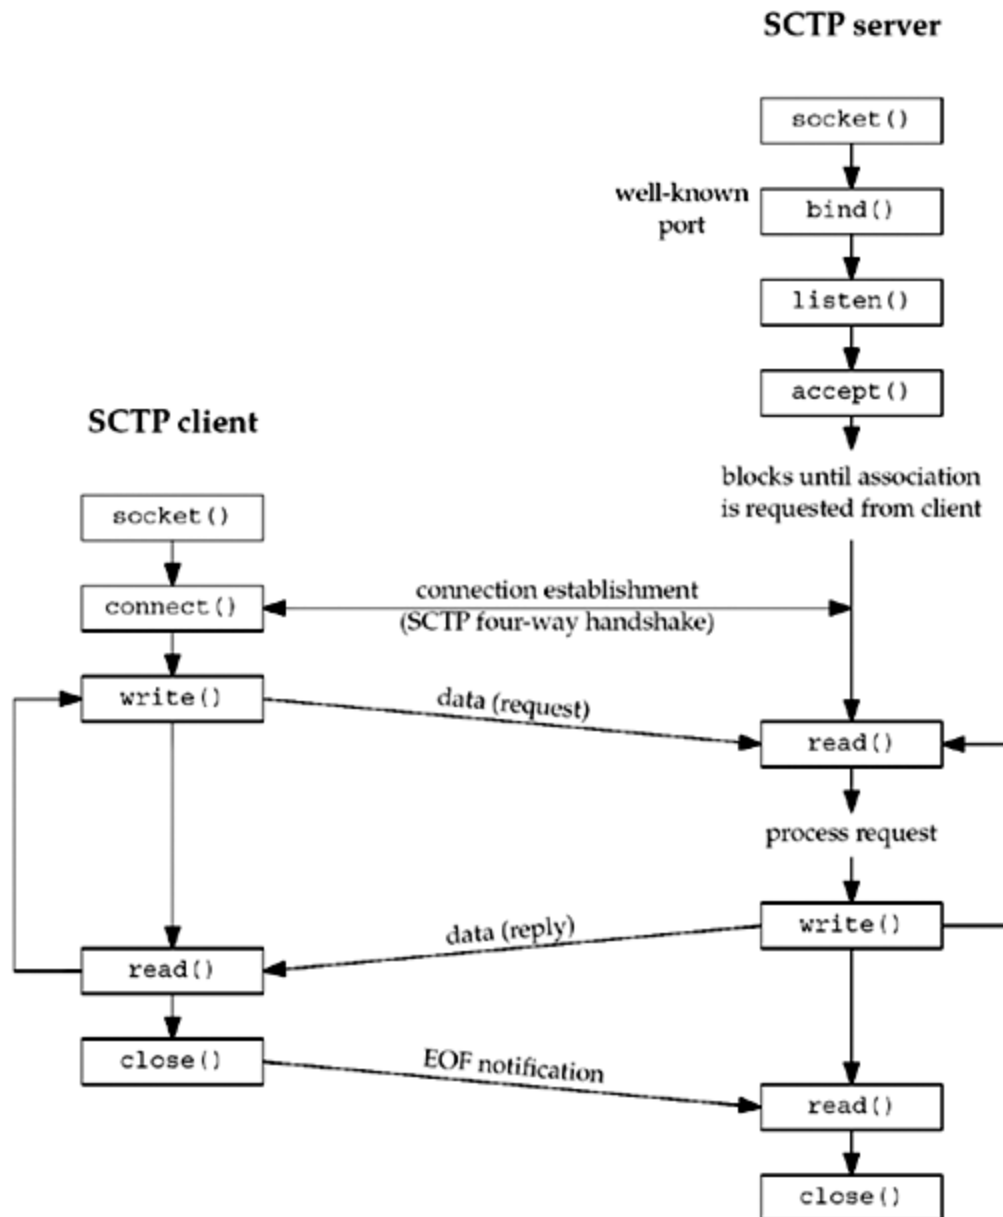 SCTP server
socket()
well-known
port
bind()
listen()
accept()
blocks until association
is requested from client
SCTP client
socket()
connect()
connection establishment
(SCTP four-way handshake)
write()
data (request)
read()
process request
write()
data (reply)
read()
close()
EOF notification
read()
close()